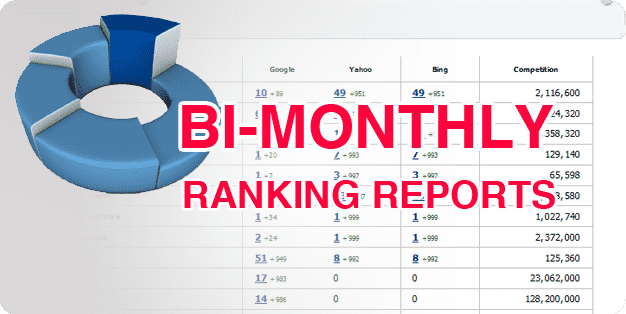 Google Yahoo Bing Competition
10 +89 49 +951 49 +951 2,116,600
24,320
BI-MONTHLY
358,320
1 +20 7 +993 7 +993 129,140
1 +7 3 +997 3 +997 65,598
RANKING REPORTS
3,580
1 +34 1 +999 1 +999 1,022,740
2 +24 1 +999 1 +999 2,372,000
51 +949 8 +992 8 +992 125,360
17 +983 0 0 23,062,000
14 +986 0 0 128,200,000